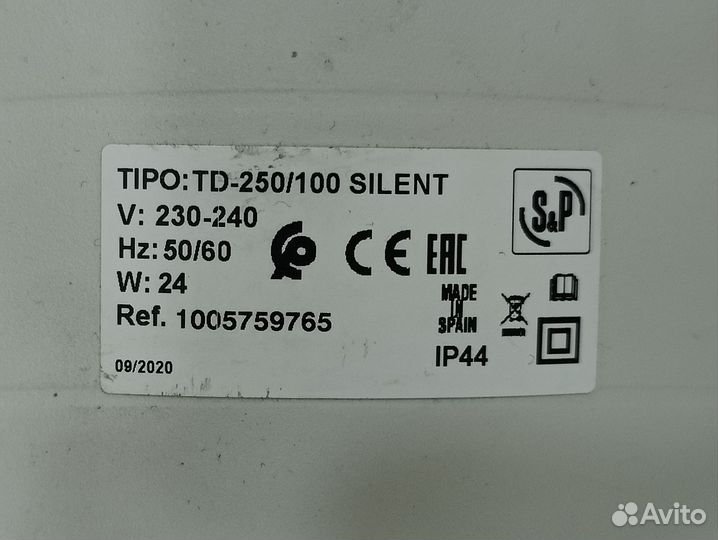 TIPO: TD-250/100 SILENT
V: 230-240
Hz: 50/60
W: 24
Ref. 1005759765
09/2020
CE EAC
S&P
MADE
IN
SPAIN
IP44
Avito